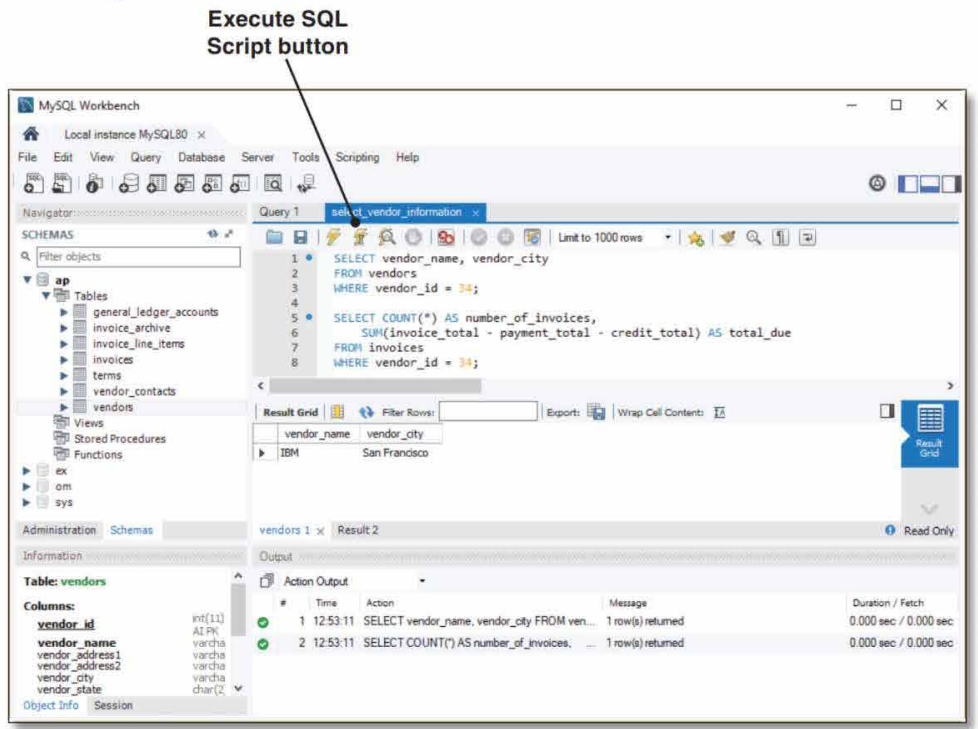 Execute SQL
Script button
MySQL Workbench
Local instance MySQL80 ×
File Edit View Query Database Server Tools Scripting Help
Navigator
Query 1 select_vendor_information ×
SCHEMAS
Limit to 1000 rows
Filter objects
ap
Tables
general_ledger_accounts
invoice_archive
invoice_line_items
invoices
terms
vendor_contacts
vendors
Views
Stored Procedures
Functions
ex
om
sys
Administration Schemas
1 SELECT vendor_name, vendor_city
2 FROM vendors
3 WHERE vendor_id = 34;
4
5 SELECT COUNT(*) AS number_of_invoices,
6 SUM(invoice_total - payment_total - credit_total) AS total_due
7 FROM invoices
8 WHERE vendor_id = 34;
Result Grid Filter Rows: Export: Wrap Cell Content: IA
vendor_name vendor_city
IBM San Francisco
Result
Grid
vendors 1 × Result 2
Read Only
Information
Table: vendors
Columns:
vendor_id int(11)
AI PK
vendor_name varcha
vendor_address1 varcha
vendor_address2 varcha
vendor_city varcha
vendor_state char(2)
Object Info Session
Output
Action Output
# Time Action Message Duration / Fetch
1 12:53:11 SELECT vendor_name, vendor_city FROM ven... 1 row(s) returned 0.000 sec / 0.000 sec
2 12:53:11 SELECT COUNT(*) AS number_of_invoices, ... 1 row(s) returned 0.000 sec / 0.000 sec